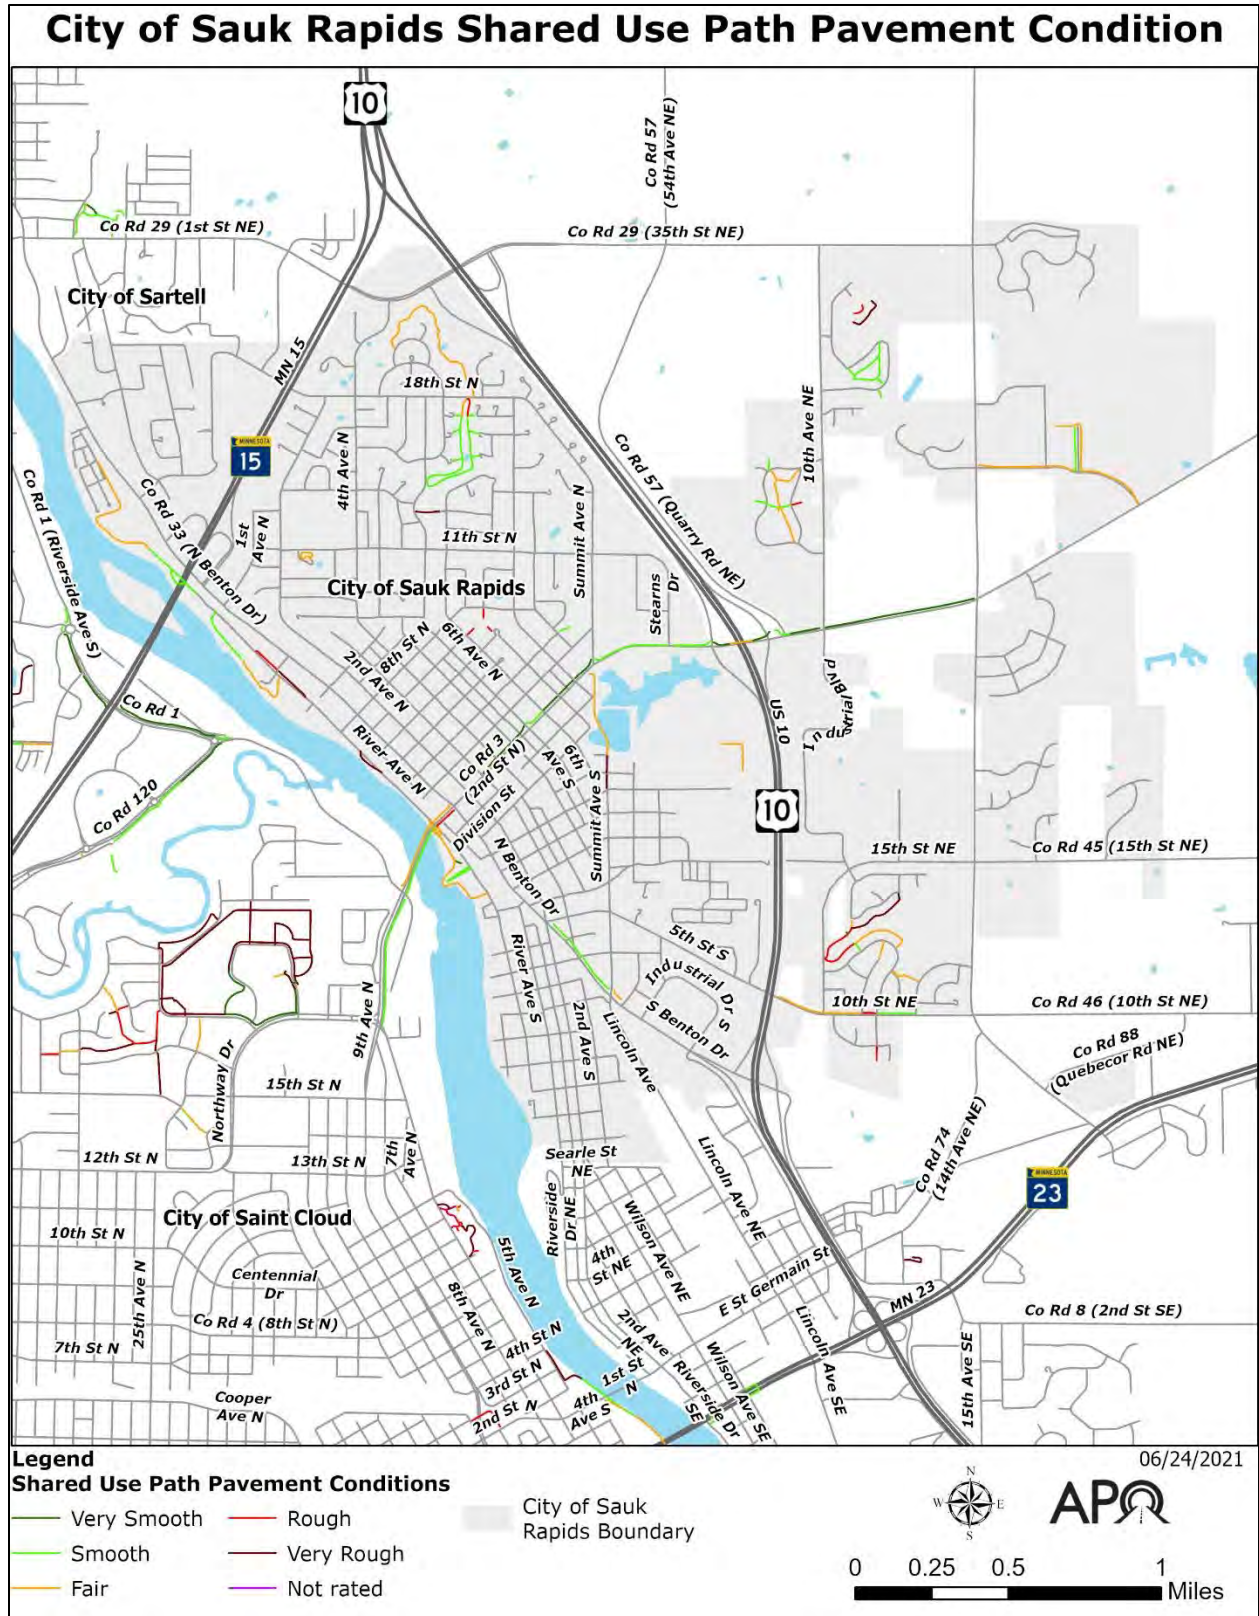 City of Sauk Rapids Shared Use Path Pavement Condition
10
Co Rd 57
(54th Ave NE)
Co Rd 29 (1st St NE)
Co Rd 29 (35th St NE)
City of Sartell
MN 15
18th St N
10th Ave NE
MINNESOTA
15
4th Ave N
Co Rd 57 (Quarry Rd NE)
Co Rd 1 (Riverside Ave S)
Co Rd 33 (N Benton Dr)
1st
Ave N
Summit Ave N
11th St N
Stearns
Dr
City of Sauk Rapids
8th St N
6th Ave N
2nd Ave N
Industrial Blvd
US 10
Co Rd 1
River Ave N
Co Rd 3
(2nd St N)
6th
Ave S
Co Rd 120
Division St
Summit Ave S
10
15th St NE
Co Rd 45 (15th St NE)
N Benton Dr
5th St S
Industrial Dr S
River Ave S
10th St NE
Co Rd 46 (10th St NE)
9th Ave N
2nd Ave S
Lincoln Ave
S Benton Dr
Co Rd 88
(Quebecor Rd NE)
Northway Dr
15th St N
7th
Ave N
12th St N
13th St N
Searle St
NE
Lincoln Ave NE
Co Rd 74
(14th Ave NE)
MINNESOTA
23
City of Saint Cloud
10th St N
Riverside
Dr NE
Wilson Ave NE
4th
St NE
5th Ave N
Centennial
Dr
E St Germain St
25th Ave N
8th Ave N
MN 23
Co Rd 8 (2nd St SE)
Co Rd 4 (8th St N)
7th St N
4th St N
2nd Ave
NE
Lincoln Ave SE
15th Ave SE
3rd St N
1st St
N
Riverside Dr
SE
Wilson Ave SE
Cooper
Ave N
2nd St N
4th
Ave S
Legend
06/24/2021
Shared Use Path Pavement Conditions
Very Smooth
Rough
City of Sauk
Rapids Boundary
Smooth
Very Rough
Fair
Not rated
N
W E
S
APO
0 0.25 0.5 1
Miles